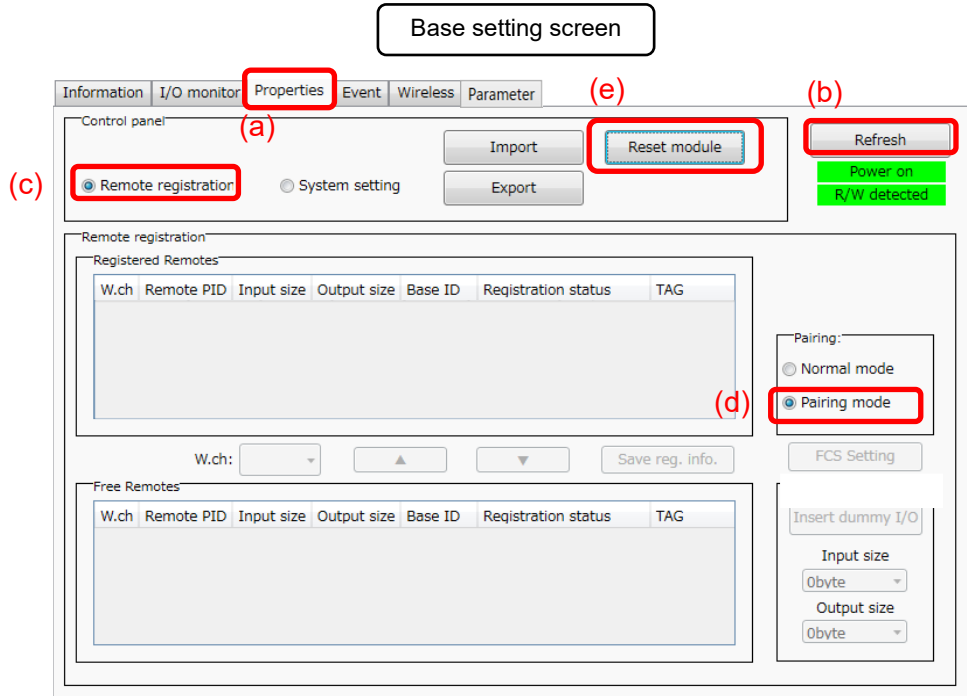 Base setting screen
Information I/O monitor Properties Event Wireless Parameter
(e) (b)
Control panel (a)
Import Reset module Refresh
Power on
(c) Remote registration System setting Export R/W detected
Remote registration
Registered Remotes
W.ch Remote PID Input size Output size Base ID Registration status TAG
Pairing:
Normal mode
(d) Pairing mode
W.ch: ▲ ▼ Save reg. info. FCS Setting
Free Remotes
W.ch Remote PID Input size Output size Base ID Registration status TAG Insert dummy I/O
Input size
0byte
Output size
0byte